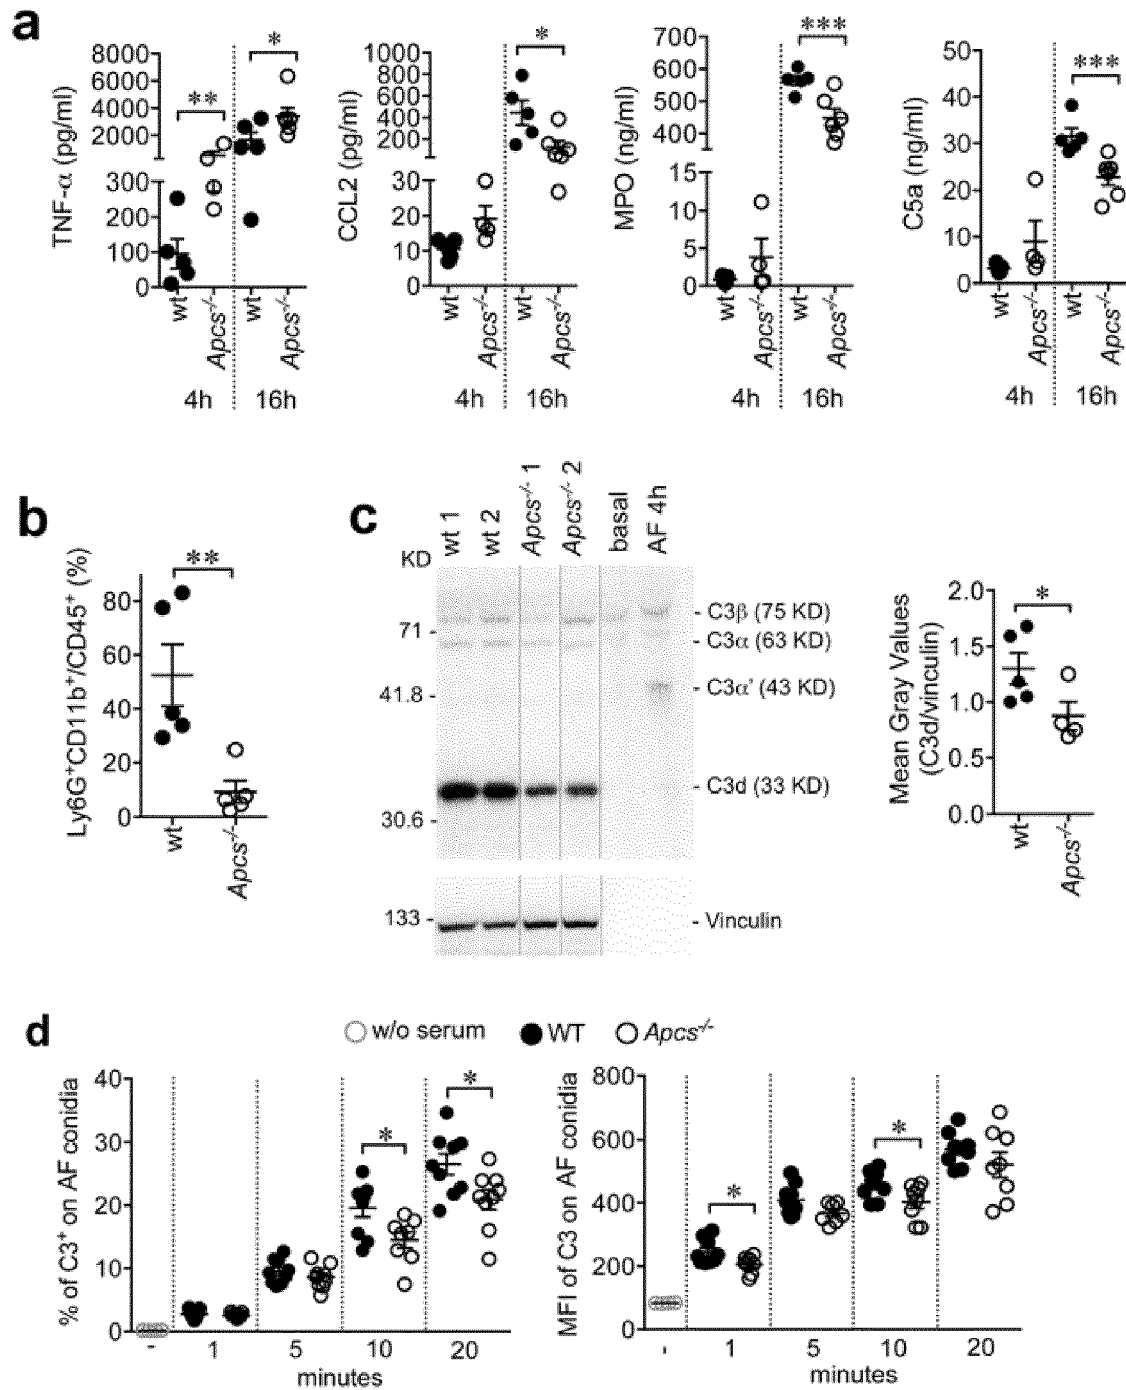 a
TNF-α (pg/ml)
8000
6000
4000
2000
300
200
100
0
**
*
wt
Apcs-/-
wt
Apcs-/-
4h
16h
CCL2 (pg/ml)
1000
800
600
400
200
30
20
10
0
*
wt
Apcs-/-
wt
Apcs-/-
4h
16h
MPO (ng/ml)
700
600
500
400
15
10
5
0
***
wt
Apcs-/-
wt
Apcs-/-
4h
16h
C5a (ng/ml)
50
40
30
20
10
0
***
wt
Apcs-/-
wt
Apcs-/-
4h
16h
b
Ly6G+CD11b+/CD45+ (%)
80
60
40
20
0
**
wt
Apcs-/-
c
KD
wt 1
wt 2
Apcs-/- 1
Apcs-/- 2
basal
AF 4h
71 -
41.8 -
30.6 -
133 -
- C3β (75 KD)
- C3α (63 KD)
- C3α' (43 KD)
- C3d (33 KD)
- Vinculin
Mean Gray Values
(C3d/vinculin)
2.0
1.5
1.0
0.5
0.0
*
wt
Apcs-/-
d
w/o serum
WT
Apcs-/-
% of C3+ on AF conidia
40
30
20
10
0
*
*
-
1
5
10
20
minutes
MFI of C3 on AF conidia
800
600
400
200
0
*
*
-
1
5
10
20
minutes